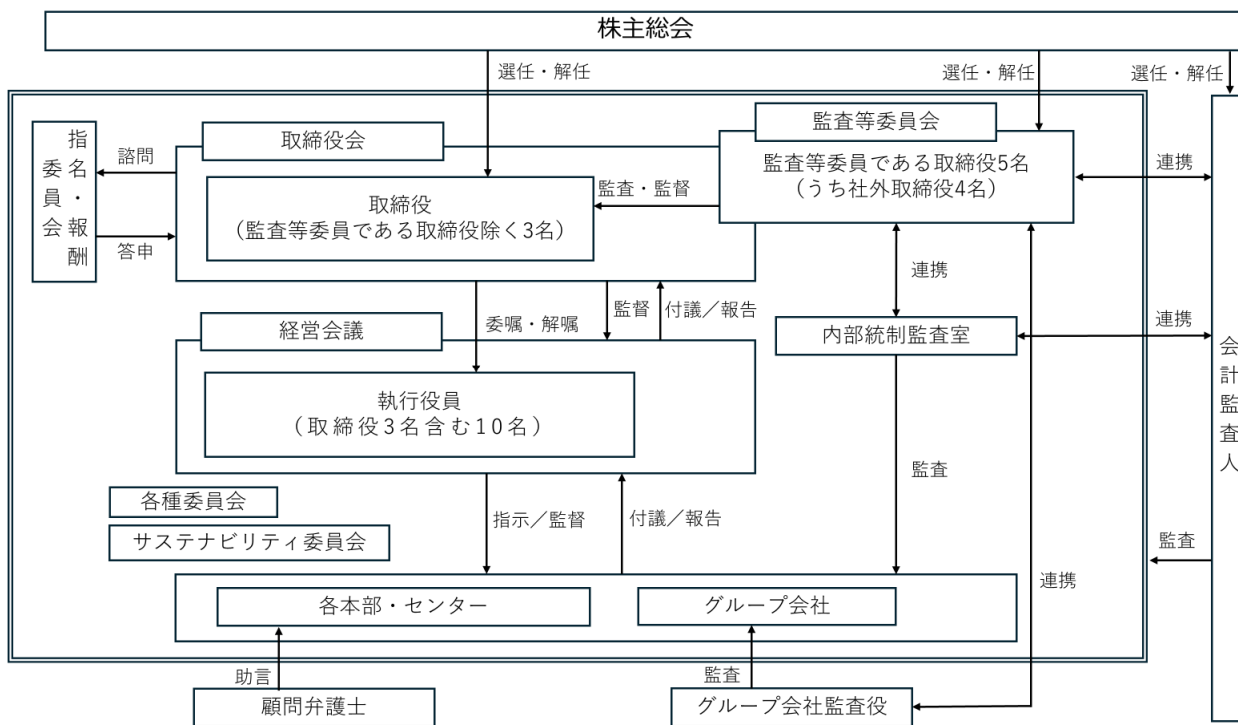 株主総会
選任・解任
選任・解任
選任・解任
指名・報酬
委員会
諮問
答申
取締役会
取締役
（監査等委員である取締役除く3名）
監査・監督
監査等委員会
監査等委員である取締役5名
（うち社外取締役4名）
連携
連携
委嘱・解嘱
監督
付議／報告
経営会議
執行役員
（取締役3名含む10名）
内部統制監査室
連携
会計監査人
監査
各種委員会
サステナビリティ委員会
指示／監督
付議／報告
監査
連携
各本部・センター
グループ会社
助言
監査
顧問弁護士
グループ会社監査役